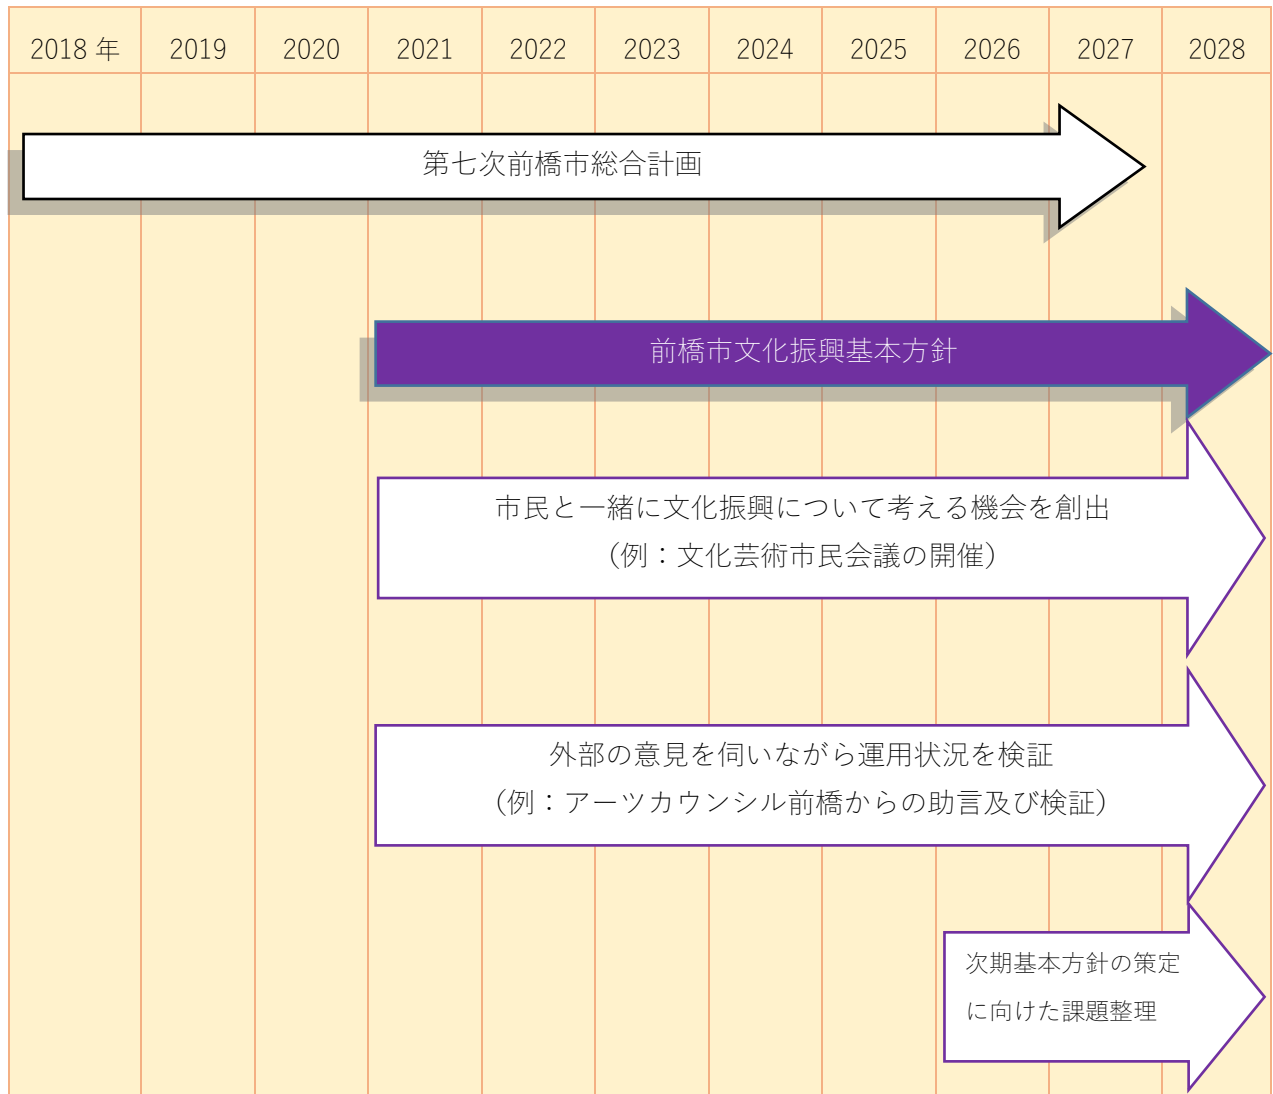 2018 年 2019 2020 2021 2022 2023 2024 2025 2026 2027 2028
第七次前橋市総合計画
前橋市文化振興基本方針
市民と一緒に文化振興について考える機会を創出
（例：文化芸術市民会議の開催）
外部の意見を伺いながら運用状況を検証
（例：アーツカウンシル前橋からの助言及び検証）
次期基本方針の策定
に向けた課題整理